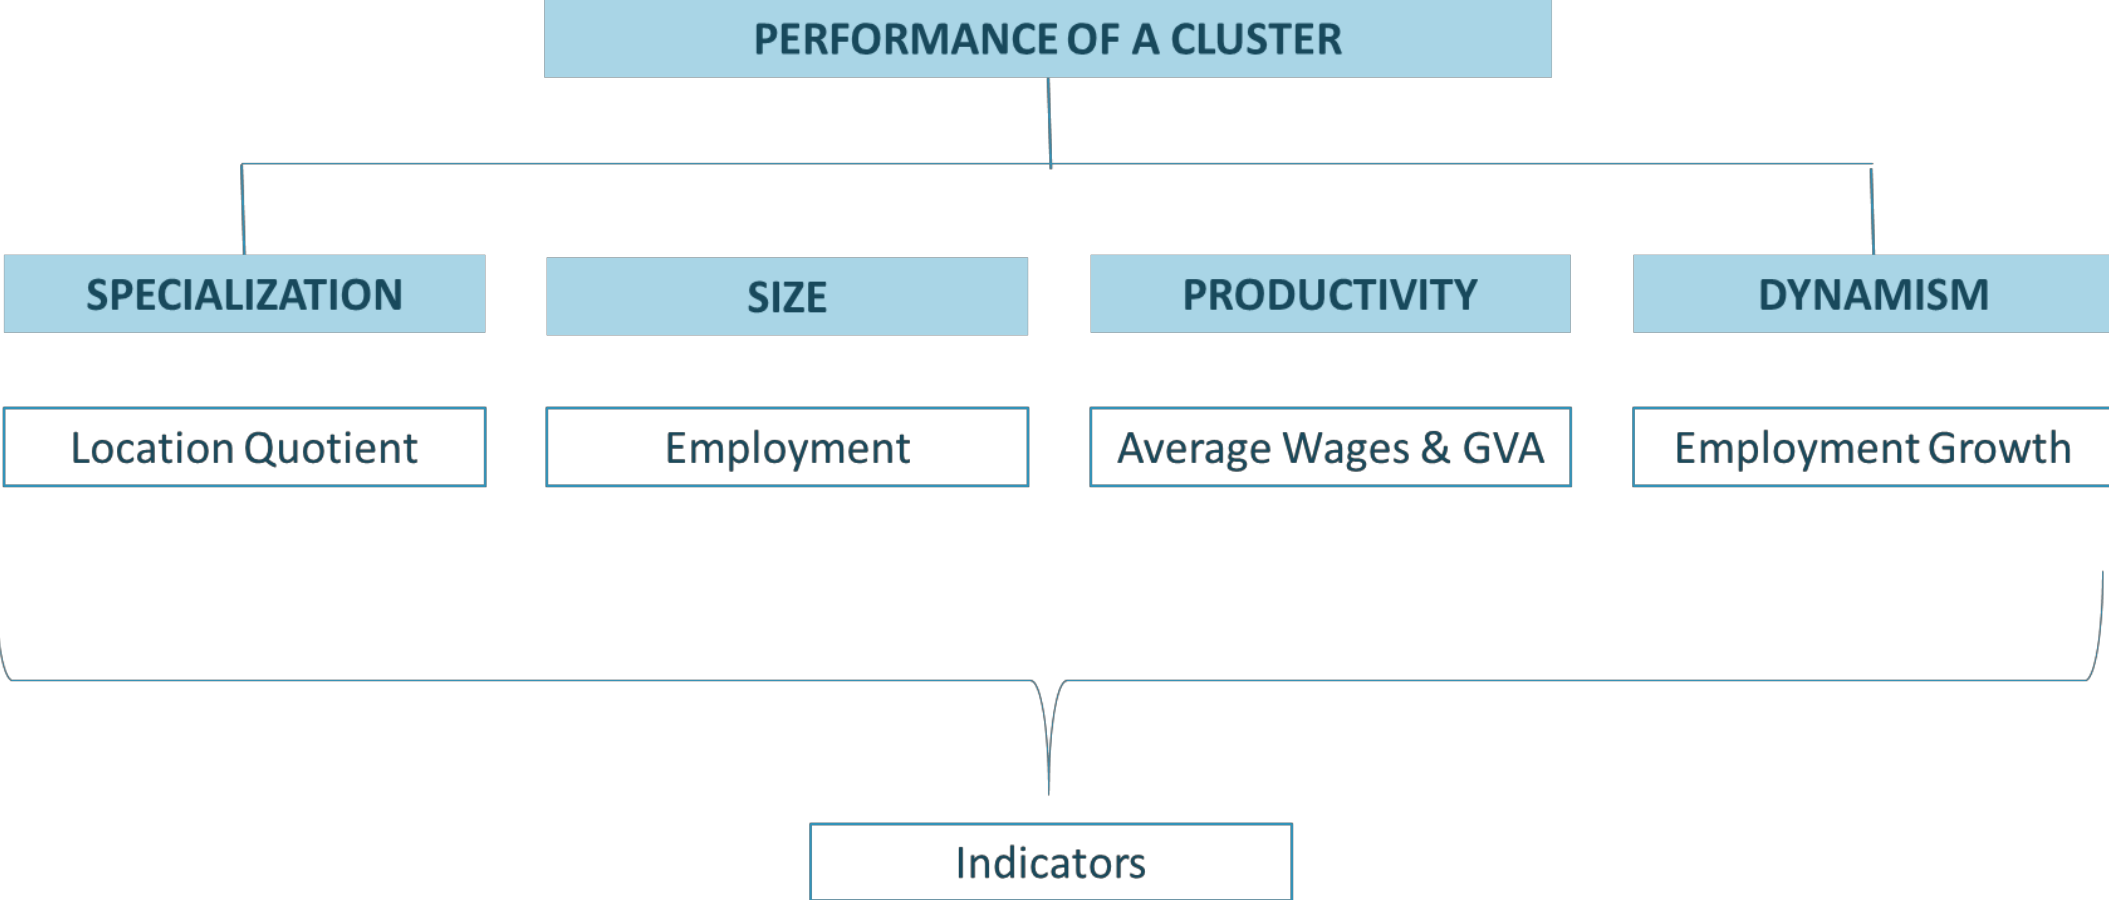 PERFORMANCE OF A CLUSTER
SPECIALIZATION
SIZE
PRODUCTIVITY
DYNAMISM
Location Quotient
Employment
Average Wages & GVA
Employment Growth
Indicators